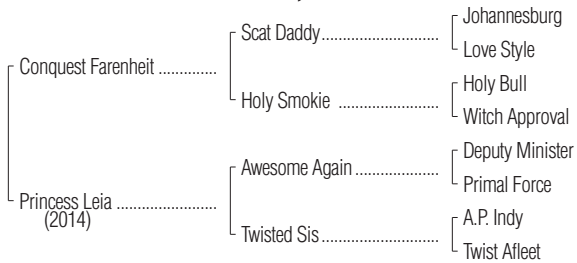 Johannesburg
Scat Daddy..........................
Love Style
Conquest Farenheit .............
Holy Bull
Holy Smokie ......................
Witch Approval
Deputy Minister
Awesome Again ..................
Primal Force
Princess Leia ......................
(2014)
A.P. Indy
Twisted Sis .........................
Twist Afleet